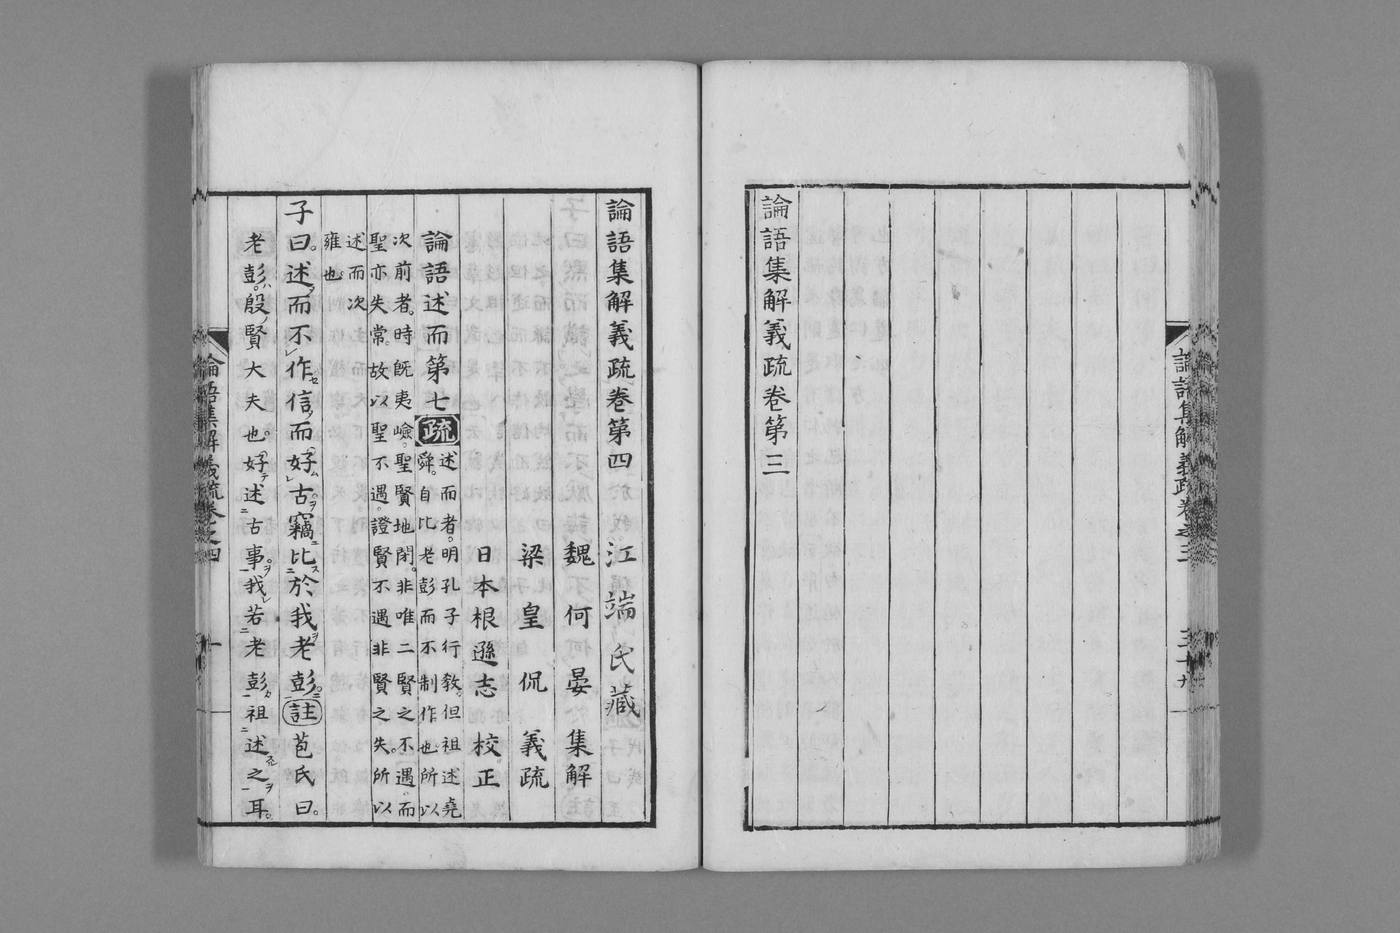 論語集解義疏卷之三 三十九
論語集解義疏卷第三
論語集解義疏卷第四 江端氏藏
魏 何晏 集解
梁 皇侃 義疏
日本根遜志校正
論語述而第七 疏
述而者。明孔子行敎。但祖述堯
舜。自比老彭而不制作也。所以
次前者。時旣夷嶮。聖賢地閉。非唯二賢之不遇。而
聖亦失常。故以聖不遇。證賢不遇非賢之失。所以
述而次
雍也
子曰。述而不作。信而好古。竊比於我老彭。註苞氏曰。
老彭。殷賢大夫也。好述古事。我若老彭。祖述之耳。
論語集解義疏卷之四 一